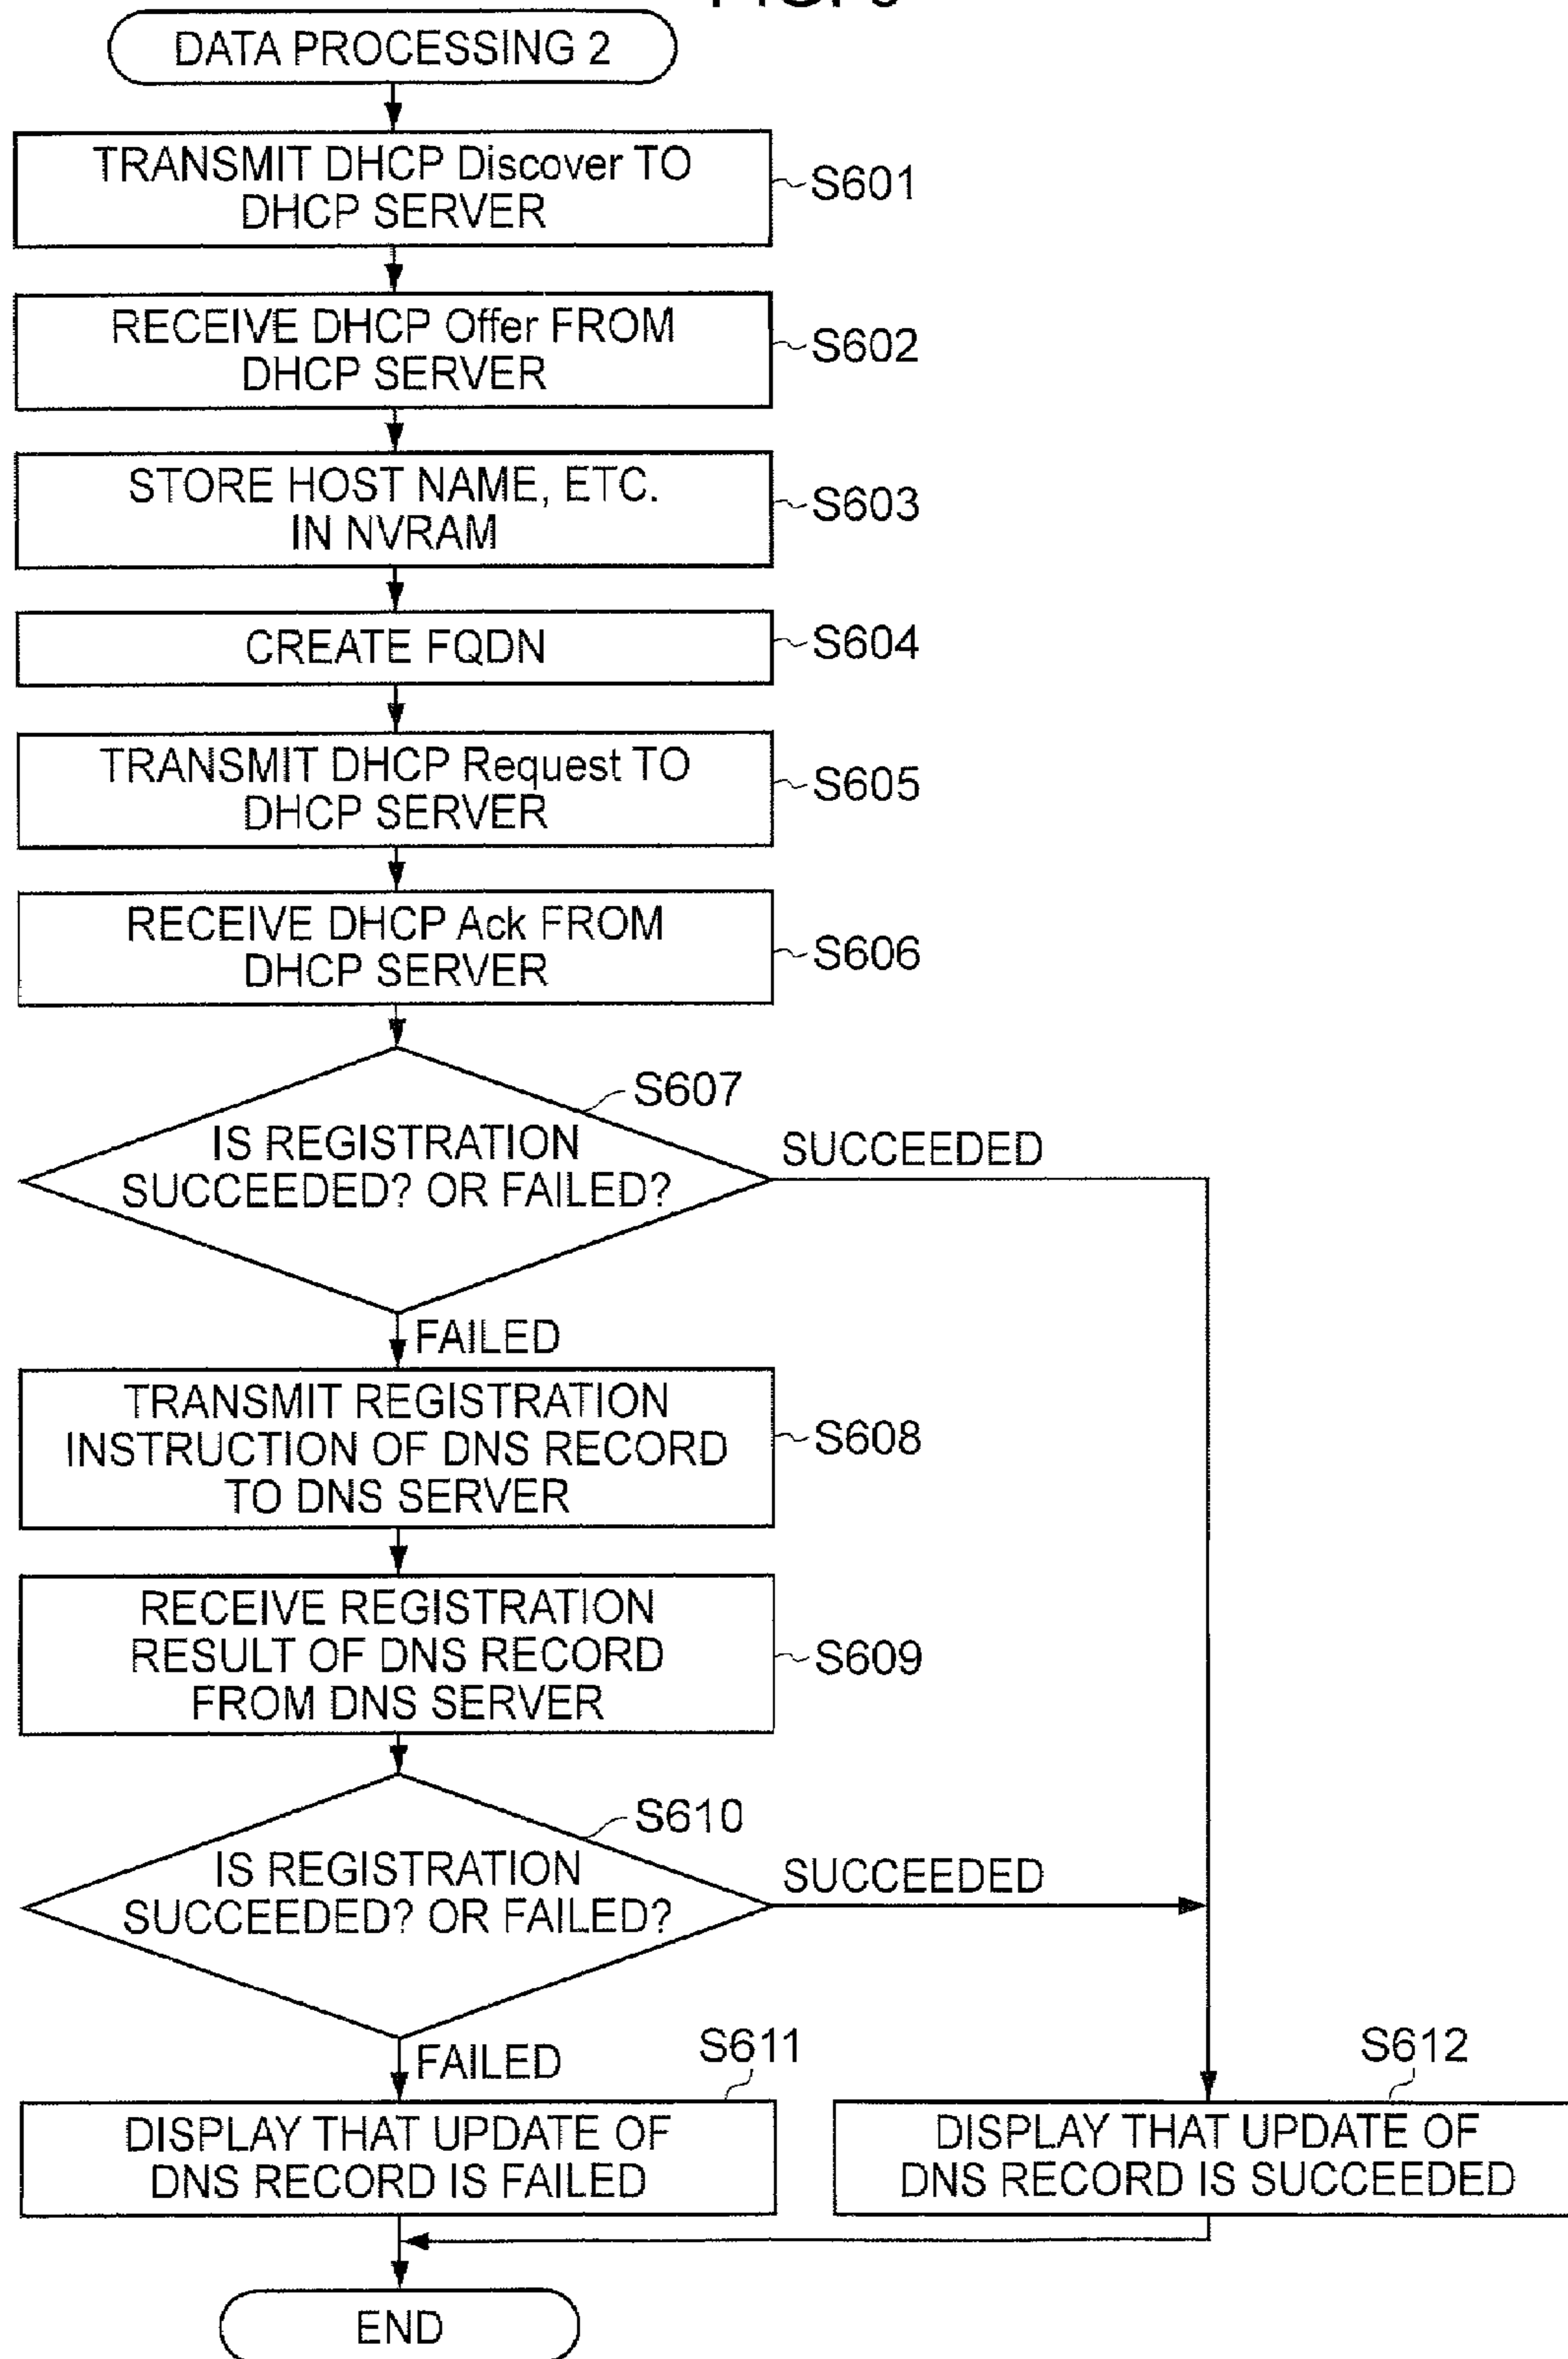 DATA PROCESSING 2
TRANSMIT DHCP Discover TO
DHCP SERVER
S601
RECEIVE DHCP Offer FROM
DHCP SERVER
S602
STORE HOST NAME, ETC.
IN NVRAM
S603
CREATE FQDN
S604
TRANSMIT DHCP Request TO
DHCP SERVER
S605
RECEIVE DHCP Ack FROM
DHCP SERVER
S606
S607
IS REGISTRATION
SUCCEEDED? OR FAILED?
SUCCEEDED
FAILED
TRANSMIT REGISTRATION
INSTRUCTION OF DNS RECORD
TO DNS SERVER
S608
RECEIVE REGISTRATION
RESULT OF DNS RECORD
FROM DNS SERVER
S609
S610
IS REGISTRATION
SUCCEEDED? OR FAILED?
SUCCEEDED
FAILED
S611
DISPLAY THAT UPDATE OF
DNS RECORD IS FAILED
S612
DISPLAY THAT UPDATE OF
DNS RECORD IS SUCCEEDED
END